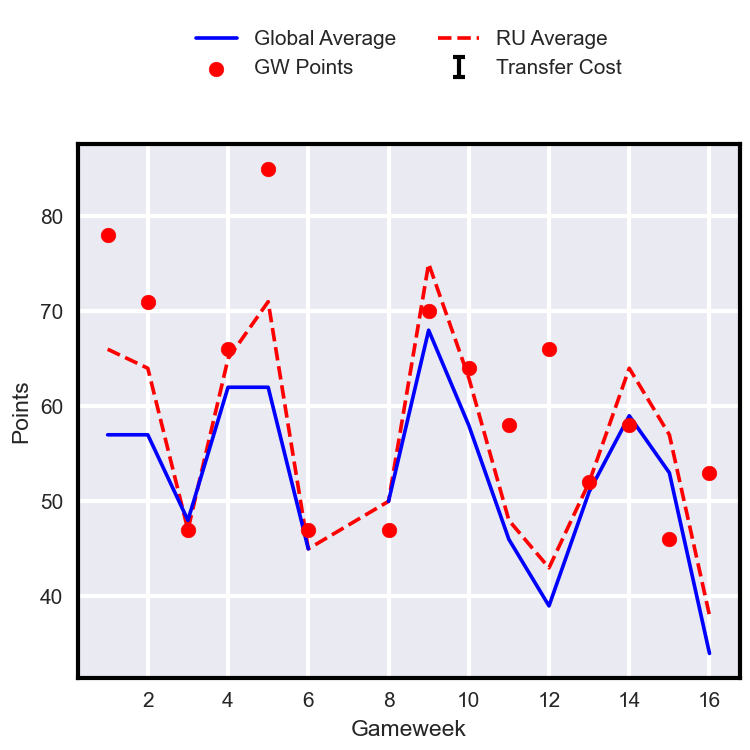 Global Average RU Average
GW Points Transfer Cost
80
70
60
50
40
Points
2 4 6 8 10 12 14 16
Gameweek